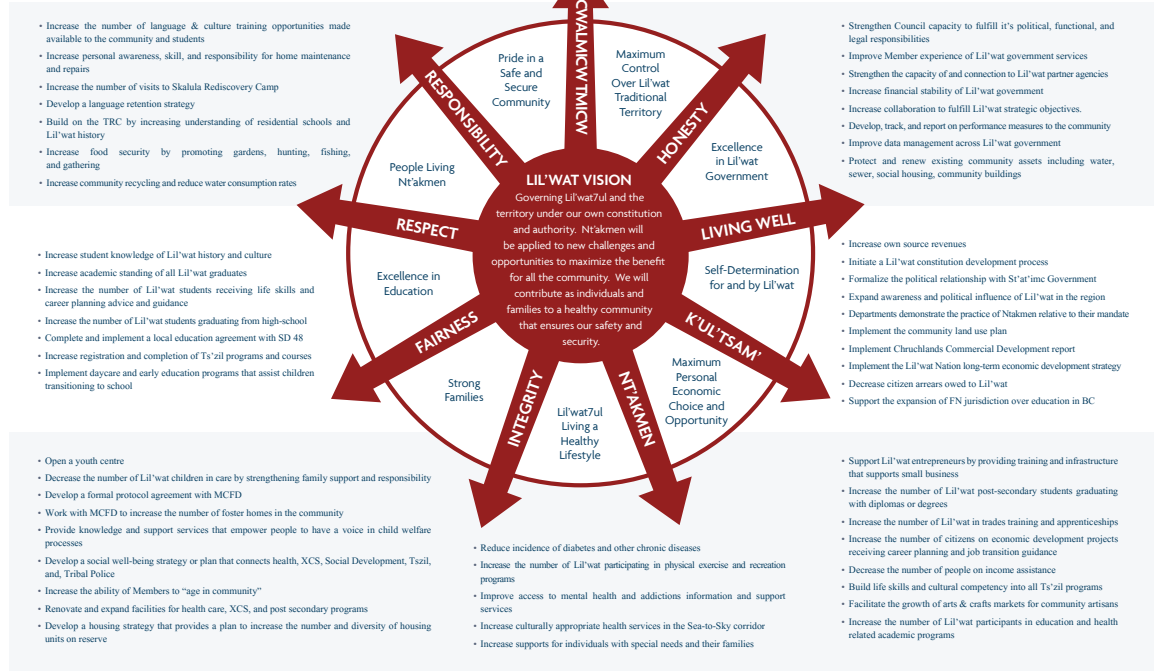 • Increase the number of language & culture training opportunities made
available to the community and students
• Increase personal awareness, skill, and responsibility for home maintenance
and repairs
• Increase the number of visits to Skalula Rediscovery Camp
• Develop a language retention strategy
• Build on the TRC by increasing understanding of residential schools and
Lil'wat history
• Increase food security by promoting gardens, hunting, fishing,
and gathering
• Increase community recycling and reduce water consumption rates
• Increase student knowledge of Lil'wat history and culture
• Increase academic standing of all Lil'wat graduates
• Increase the number of Lil'wat students receiving life skills and
career planning advice and guidance
• Increase the number of Lil'wat students graduating from high-school
• Complete and implement a local education agreement with SD 48
• Increase registration and completion of Ts'zil programs and courses
• Implement daycare and early education programs that assist children
transitioning to school
• Open a youth centre
• Decrease the number of Lil'wat children in care by strengthening family support and responsibility
• Develop a formal protocol agreement with MCFD
• Work with MCFD to increase the number of foster homes in the community
• Provide knowledge and support services that empower people to have a voice in child welfare
processes
• Develop a social well-being strategy or plan that connects health, XCS, Social Development, Tszil,
and, Tribal Police
• Increase the ability of Members to "age in community"
• Renovate and expand facilities for health care, XCS, and post secondary programs
• Develop a housing strategy that provides a plan to increase the number and diversity of housing
units on reserve
CWALMICW TMICW
HONESTY
LIVING WELL
K'UL'TSAM'
NT'AKMEN
INTEGRITY
FAIRNESS
RESPECT
RESPONSIBILITY
Pride in a
Safe and
Secure
Community
Maximum
Control
Over Lil'wat
Traditional
Territory
Excellence
in Lil'wat
Government
Self-Determination
for and by Lil'wat
Maximum
Personal
Economic
Choice and
Opportunity
Lil'wat7ul
Living a
Healthy
Lifestyle
Strong
Families
Excellence in
Education
People Living
Nt'akmen
LIL'WAT VISION
Governing Lil'wat7ul and the
territory under our own constitution
and authority. Nt'akmen will
be applied to new challenges and
opportunities to maximize the benefit
for all the community. We will
contribute as individuals and
families to a healthy community
that ensures our safety and
security.
• Reduce incidence of diabetes and other chronic diseases
• Increase the number of Lil'wat participating in physical exercise and recreation
programs
• Improve access to mental health and addictions information and support
services
• Increase culturally appropriate health services in the Sea-to-Sky corridor
• Increase supports for individuals with special needs and their families
• Strengthen Council capacity to fulfill it's political, functional, and
legal responsibilities
• Improve Member experience of Lil'wat government services
• Strengthen the capacity of and connection to Lil'wat partner agencies
• Increase financial stability of Lil'wat government
• Increase collaboration to fulfill Lil'wat strategic objectives.
• Develop, track, and report on performance measures to the community
• Improve data management across Lil'wat government
• Protect and renew existing community assets including water,
sewer, social housing, community buildings
• Increase own source revenues
• Initiate a Lil'wat constitution development process
• Formalize the political relationship with St'at'imc Government
• Expand awareness and political influence of Lil'wat in the region
• Departments demonstrate the practice of Ntakmen relative to their mandate
• Implement the community land use plan
• Implement Chruchlands Commercial Development report
• Implement the Lil'wat Nation long-term economic development strategy
• Decrease citizen arrears owed to Lil'wat
• Support the expansion of FN jurisdiction over education in BC
• Support Lil'wat entrepreneurs by providing training and infrastructure
that supports small business
• Increase the number of Lil'wat post-secondary students graduating
with diplomas or degrees
• Increase the number of Lil'wat in trades training and apprenticeships
• Increase the number of citizens on economic development projects
receiving career planning and job transition guidance
• Decrease the number of people on income assistance
• Build life skills and cultural competency into all Ts'zil programs
• Facilitate the growth of arts & crafts markets for community artisans
• Increase the number of Lil'wat participants in education and health
related academic programs